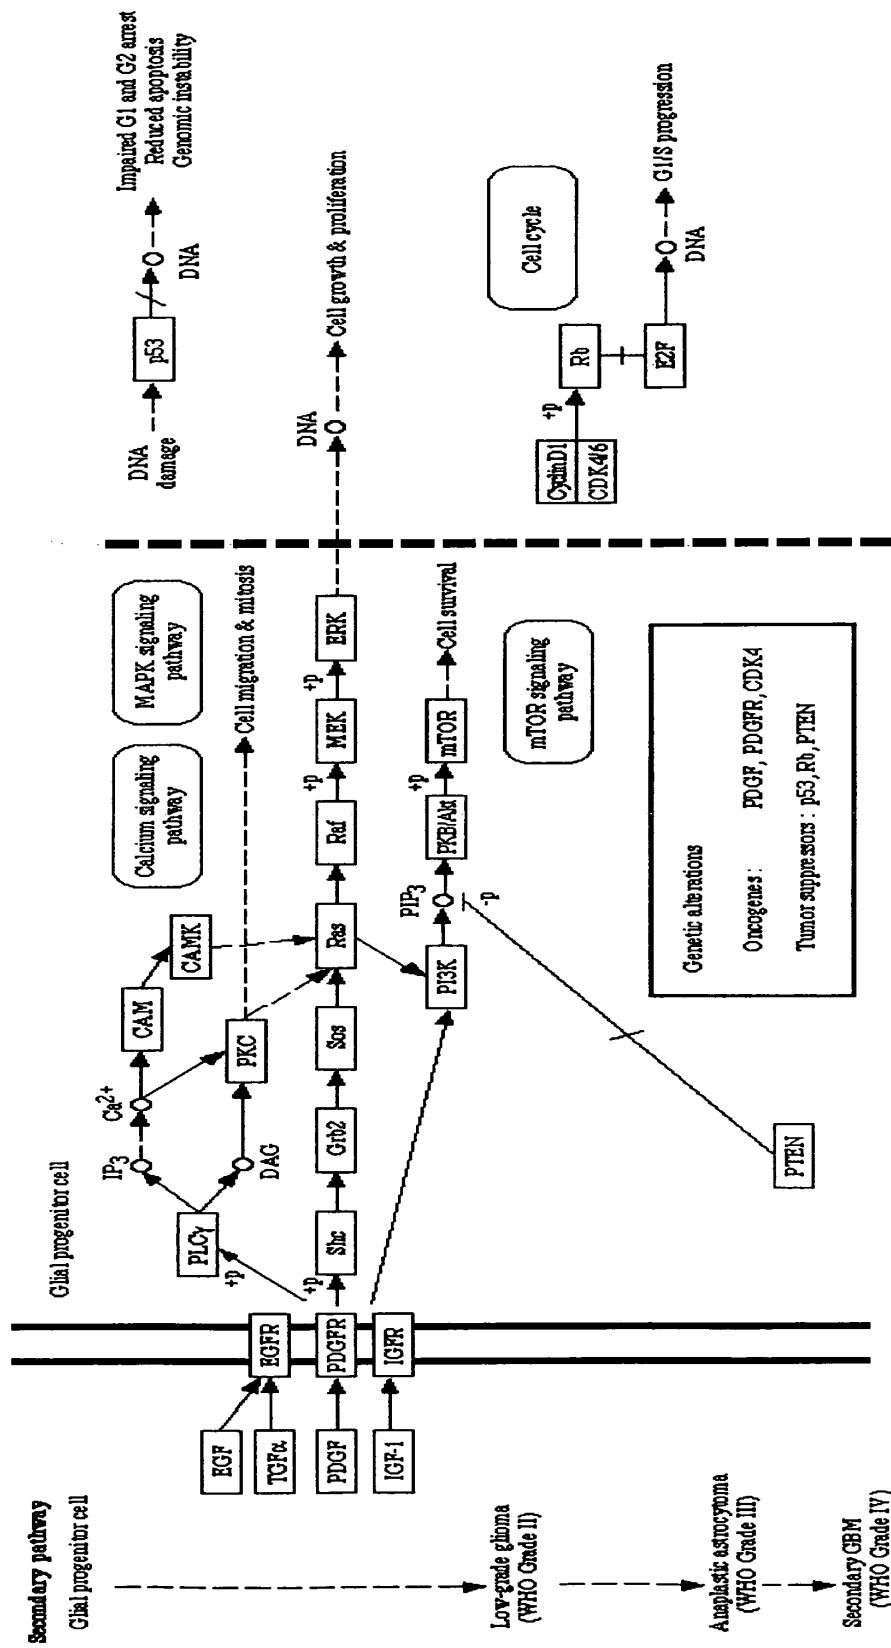 Secondary pathway
Glial progenitor cell
Low-grade glioma
(WHO Grade II)
Anaplastic astrocytoma
(WHO Grade III)
Secondary GBM
(WHO Grade IV)
Glial progenitor cell
EGF
TGFα
PDGF
IGF-1
EGFR
PDGFR
IGFR
+p
PLCγ
IP3
Ca2+
CAM
CAMK
DAG
PKC
Cell migration & mitosis
Calcium signaling
pathway
MAPK signaling
pathway
+p
Shc
Grb2
Sos
Ras
Raf
+p
MEK
+p
ERK
DNA
Cell growth & proliferation
PI3K
PIP3
-p
PKB/Akt
+p
mTOR
Cell survival
mTOR signaling
pathway
PTEN
Genetic alterations
Oncogenes : PDGF, PDGFR, CDK4
Tumor suppressors : p53, Rb, PTEN
DNA
damage
p53
DNA
Impaired G1 and G2 arrest
Reduced apoptosis
Genomic instability
CyclinD1
CDK4/6
+p
Rb
E2F
DNA
G1/S progression
Cell cycle